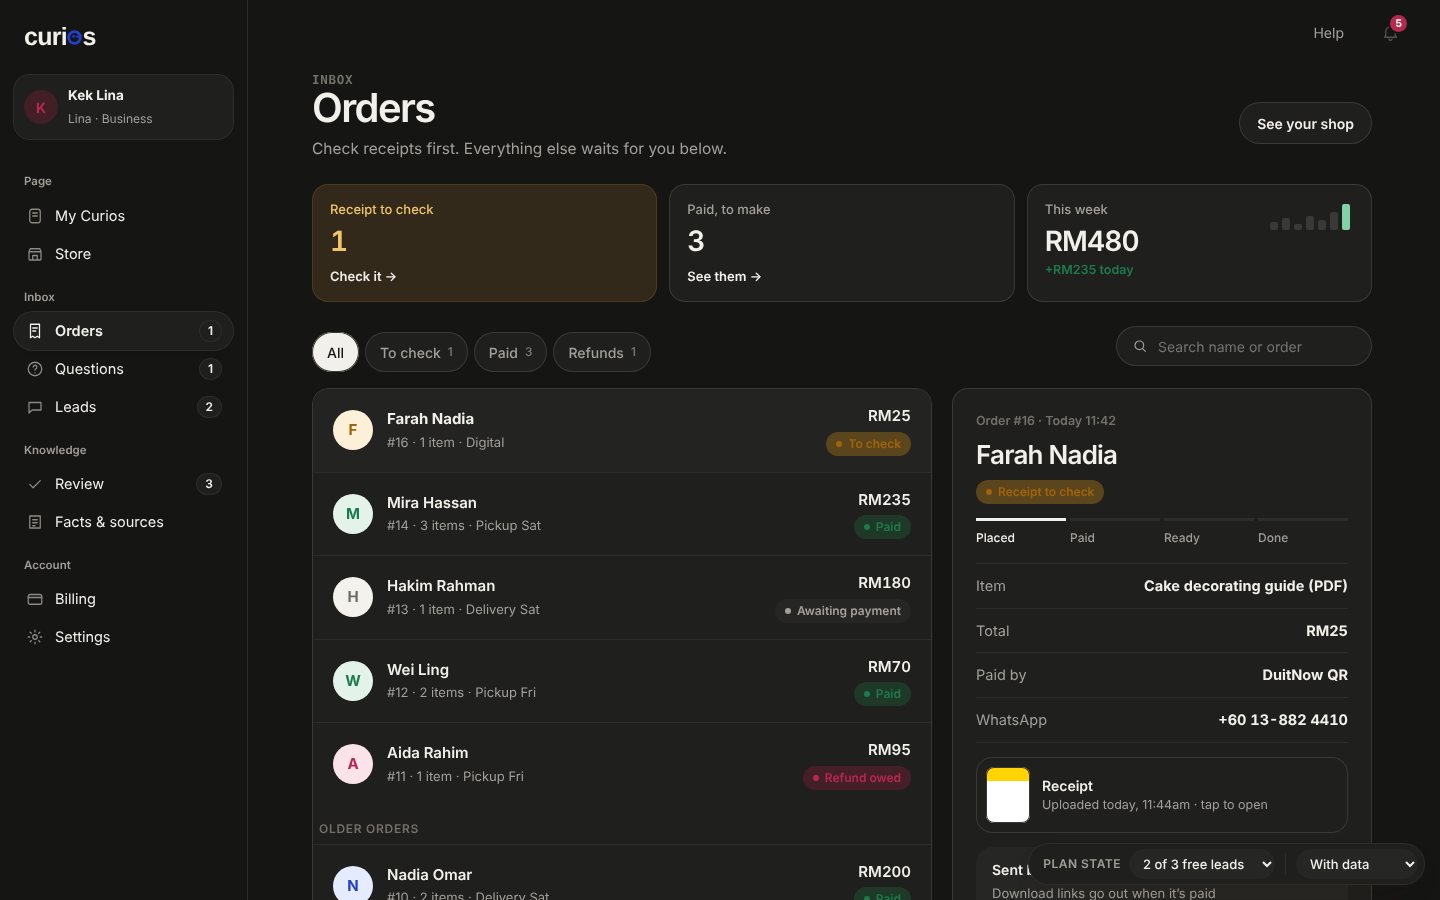 curios
Kek Lina
Lina · Business
K
Page
My Curios
Store
Inbox
Orders 1
Questions 1
Leads 2
Knowledge
Review 3
Facts & sources
Account
Billing
Settings
Help
5
INBOX
Orders
Check receipts first. Everything else waits for you below.
See your shop
Receipt to check
1
Check it →
Paid, to make
3
See them →
This week
RM480
+RM235 today
All
To check 1
Paid 3
Refunds 1
Search name or order
F
Farah Nadia
#16 · 1 item · Digital
RM25
To check
M
Mira Hassan
#14 · 3 items · Pickup Sat
RM235
Paid
H
Hakim Rahman
#13 · 1 item · Delivery Sat
RM180
Awaiting payment
W
Wei Ling
#12 · 2 items · Pickup Fri
RM70
Paid
A
Aida Rahim
#11 · 1 item · Pickup Fri
RM95
Refund owed
OLDER ORDERS
N
Nadia Omar
#10 · 2 items · Delivery Sat
RM200
Paid
Order #16 · Today 11:42
Farah Nadia
Receipt to check
Placed Paid Ready Done
Item Cake decorating guide (PDF)
Total RM25
Paid by DuitNow QR
WhatsApp +60 13-882 4410
Receipt
Uploaded today, 11:44am · tap to open
Sent
Download links go out when it's paid
PLAN STATE 2 of 3 free leads With data